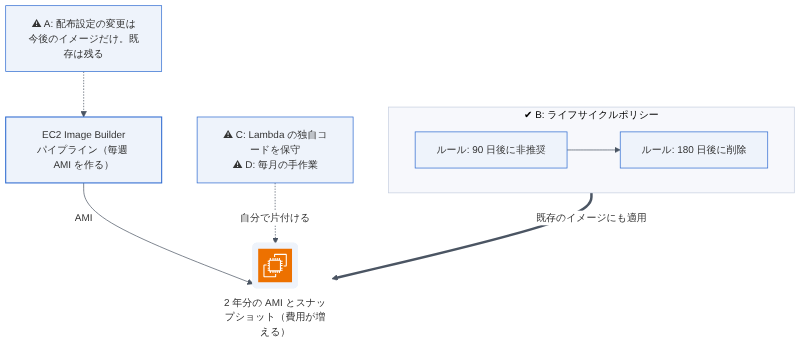 ⚠ A: 配布設定の変更は
今後のイメージだけ。既
存は残る
EC2 Image Builder
パイプライン（毎週
AMI を作る）
⚠ C: Lambda の独自コ
ードを保守
⚠ D: 毎月の手作業
✔ B: ライフサイクルポリシー
ルール: 90 日後に非推奨
ルール: 180 日後に削除
AMI
自分で片付ける
既存のイメージにも適用
2 年分の AMI とスナッ
プショット（費用が増
える）